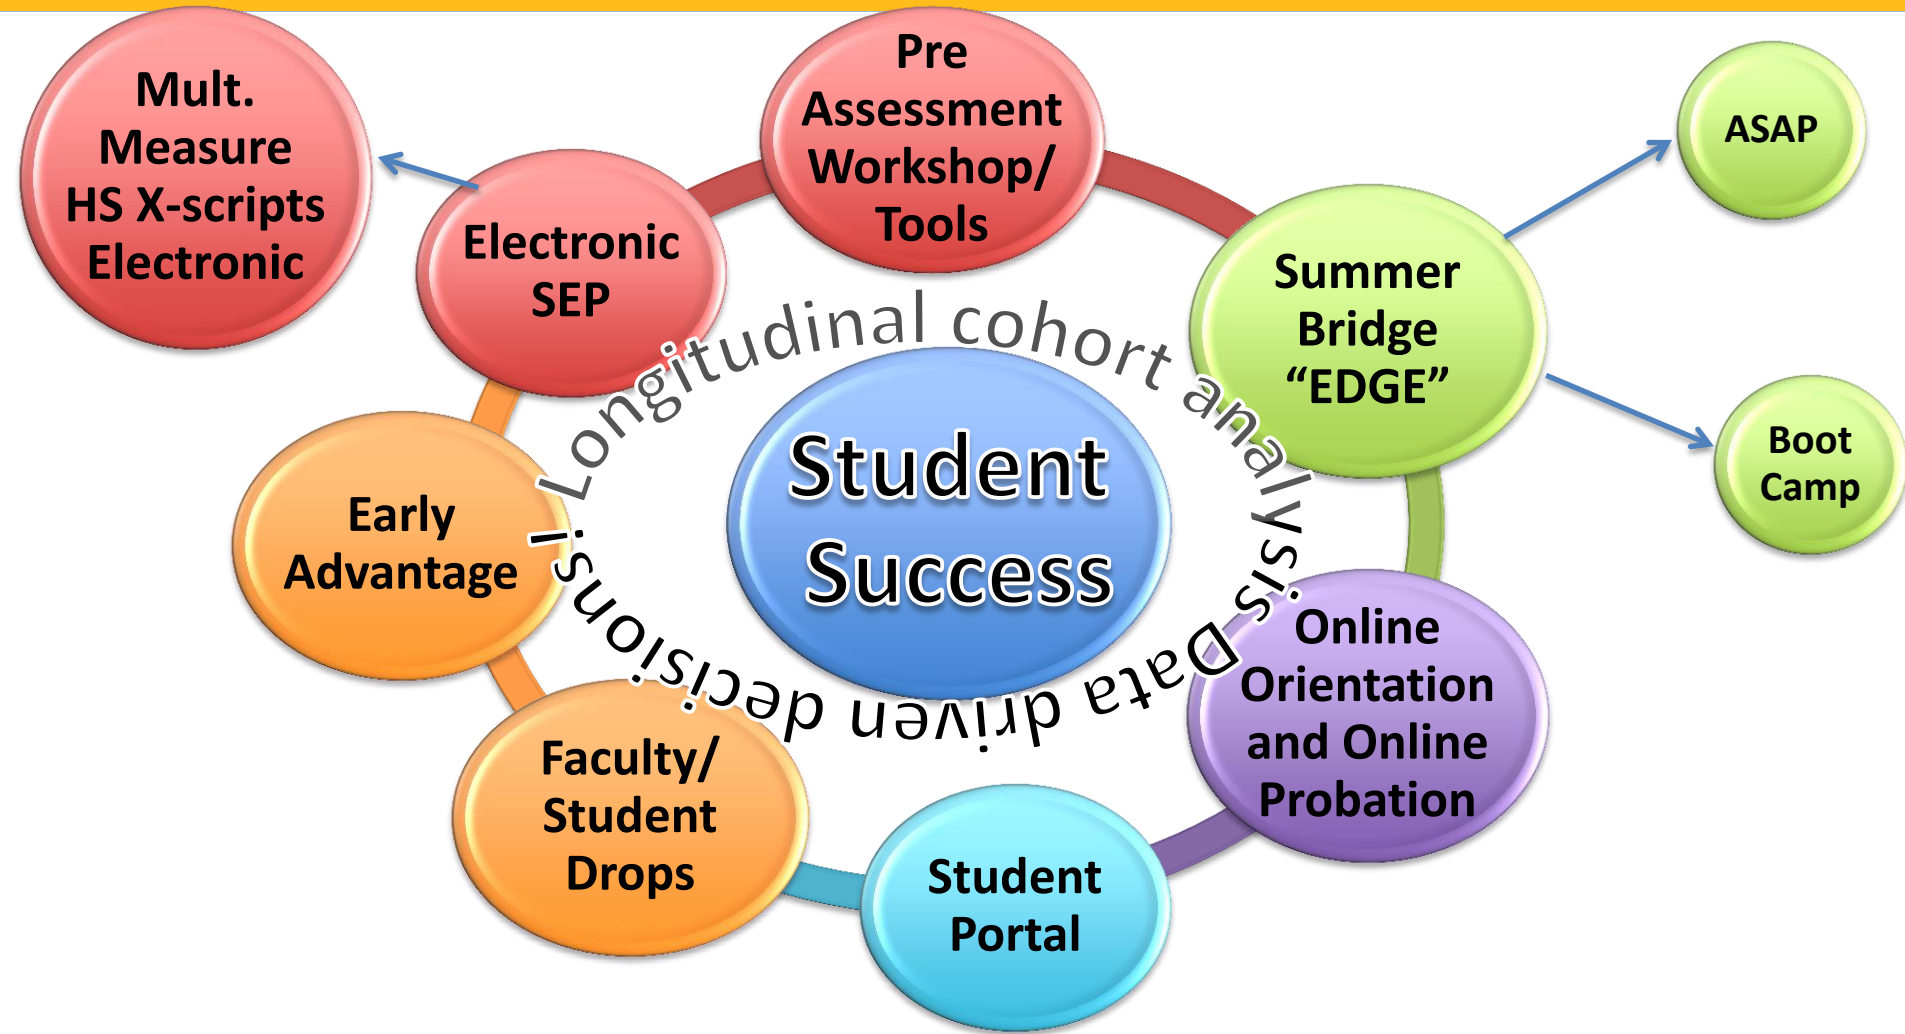 Mult.
Measure
HS X-scripts
Electronic
Electronic
SEP
Pre
Assessment
Workshop/
Tools
Summer
Bridge
“EDGE”
ASAP
Boot
Camp
Online
Orientation
and Online
Probation
Student
Portal
Faculty/
Student
Drops
Early
Advantage
Longitudinal cohort analysis Data driven decisions!
Student
Success